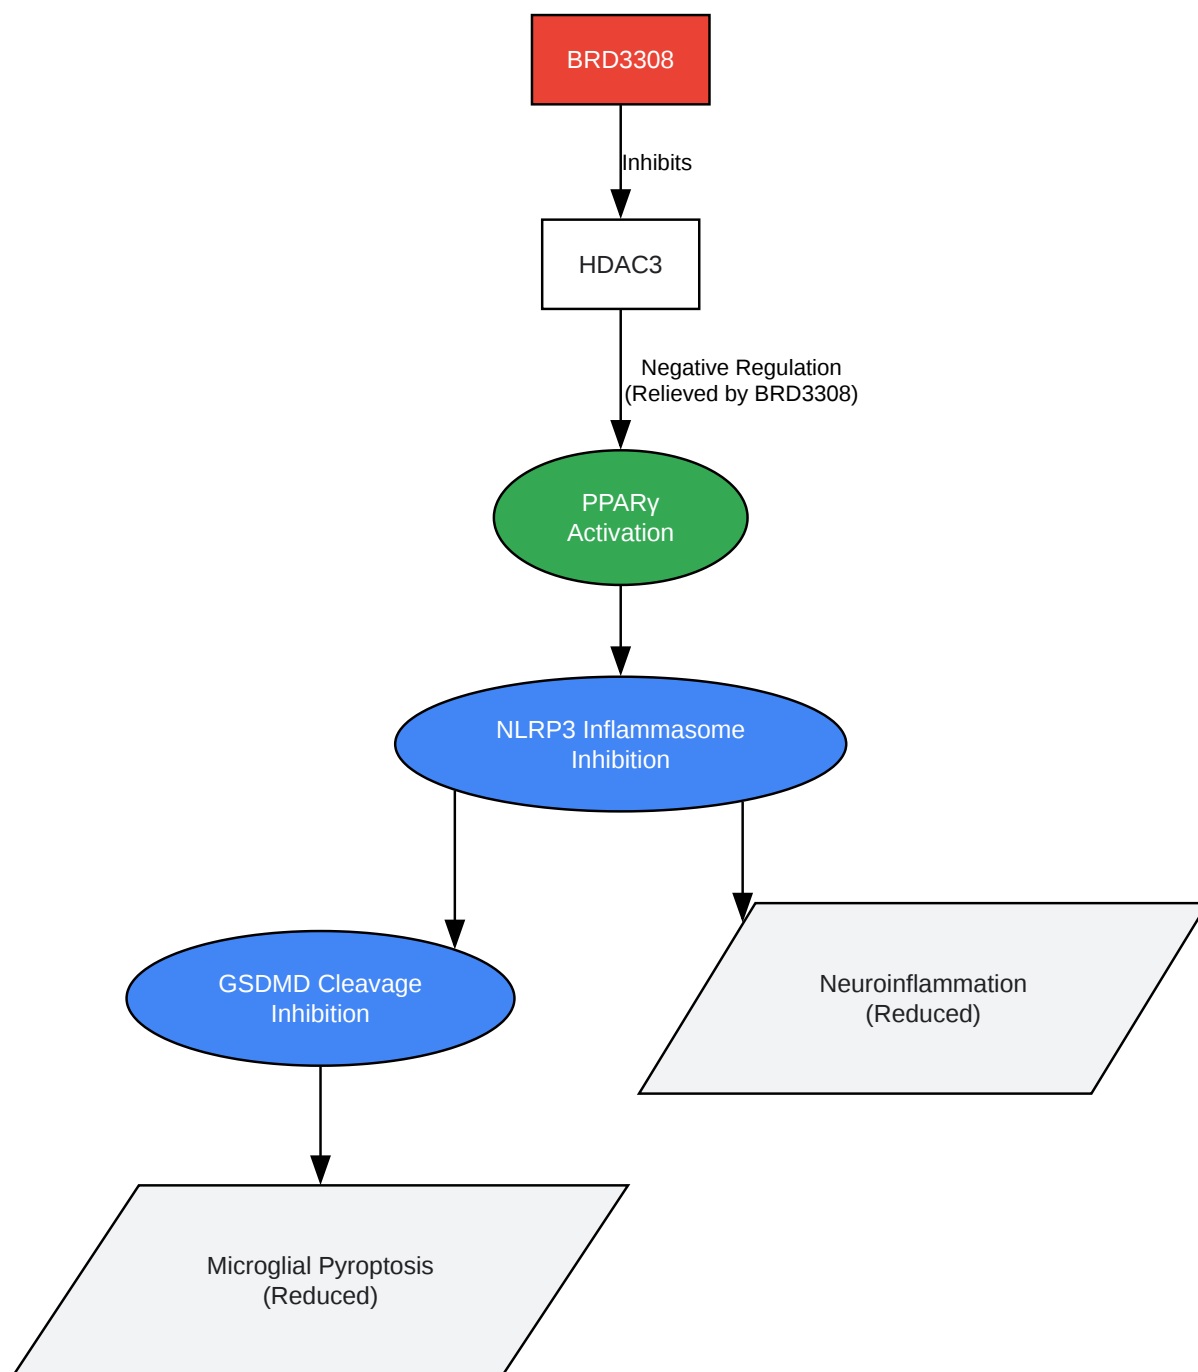 BRD3308
Inhibits
HDAC3
Negative Regulation
(Relieved by BRD3308)
PPARγ
Activation
NLRP3 Inflammasome
Inhibition
GSDMD Cleavage
Inhibition
Neuroinflammation
(Reduced)
Microglial Pyroptosis
(Reduced)